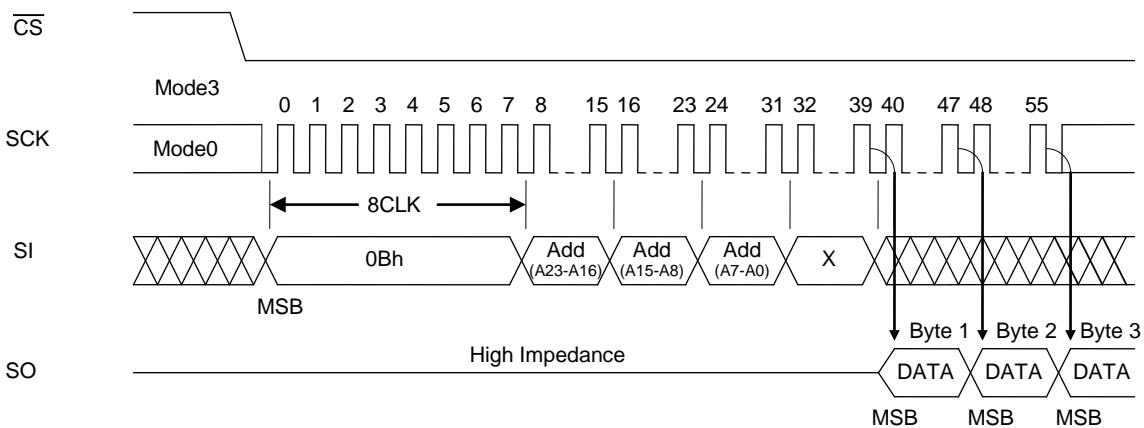 CS
Mode3
0 1 2 3 4 5 6 7 8 15 16 23 24 31 32 39 40 47 48 55
SCK
Mode0
8CLK
SI
0Bh
Add
(A23-A16)
Add
(A15-A8)
Add
(A7-A0)
X
MSB
Byte 1 Byte 2 Byte 3
High Impedance
SO
DATA DATA DATA
MSB MSB MSB